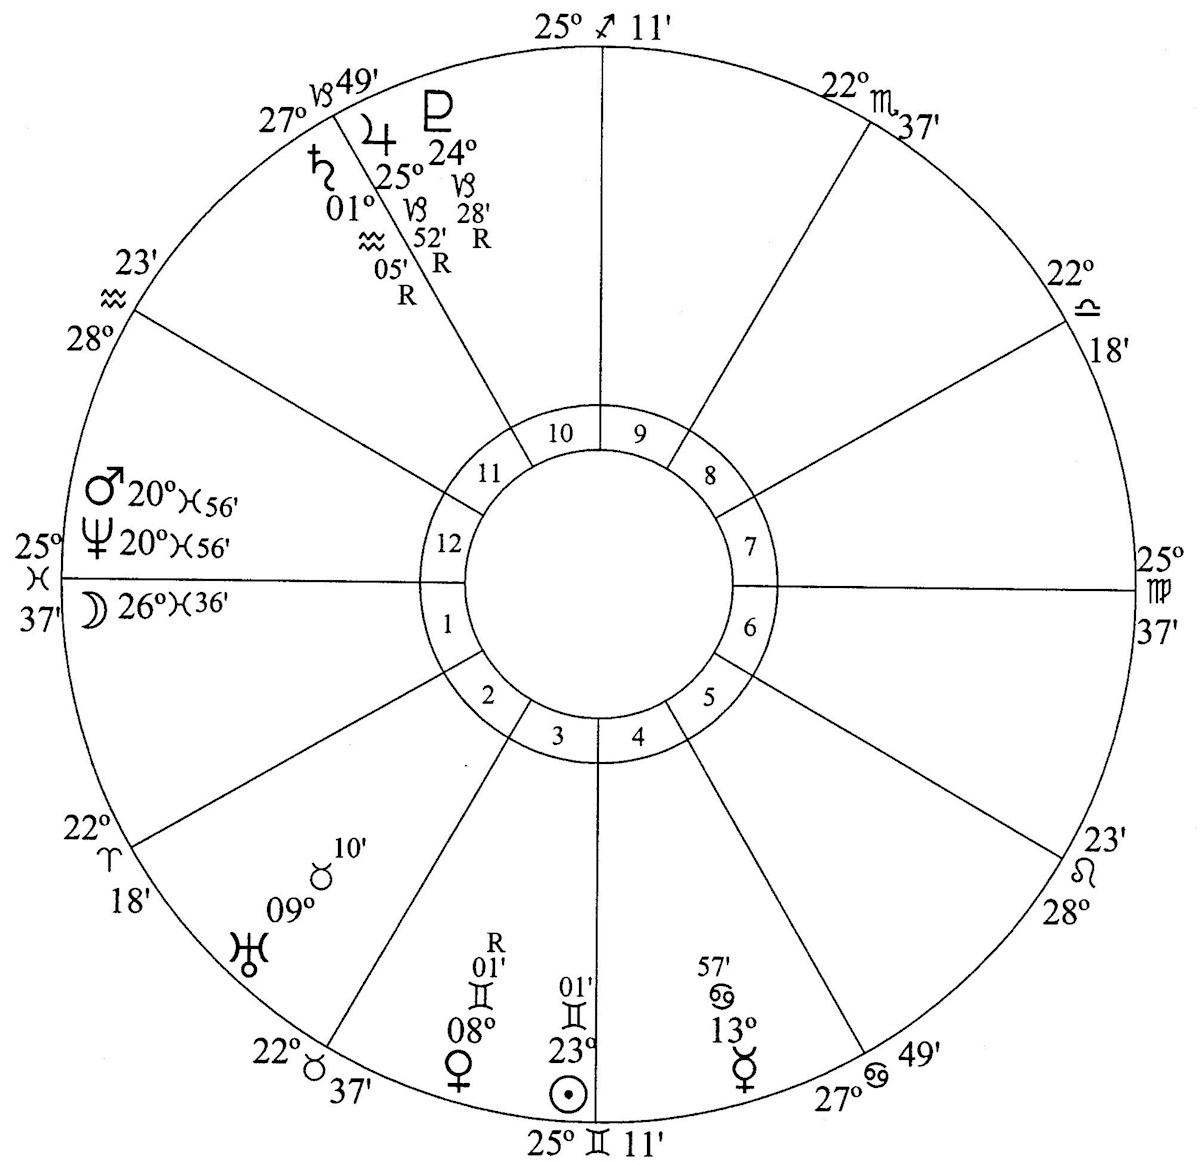 25° ♐ 11'
22° ♏ 37'
27° ♑ 49'
♃ 25° ♑ 52' R
♇ 24° ♑ 28' R
♄ 01° ♒ 05' R
23' ♒ 28°
22° ♎ 18'
10
9
11
8
12
7
♂ 20° ♓ 56'
♆ 20° ♓ 56'
25° ♓ 37'
☽ 26° ♓ 36'
25° ♍ 37'
1
6
2
5
3
4
22° ♈ 18'
♅ 09° ♉ 10'
23' ♌ 28°
♀ 08° ♊ 01' R
☉ 23° ♊ 01'
☿ 13° ♋ 57'
22° ♉ 37'
27° ♋ 49'
25° ♊ 11'